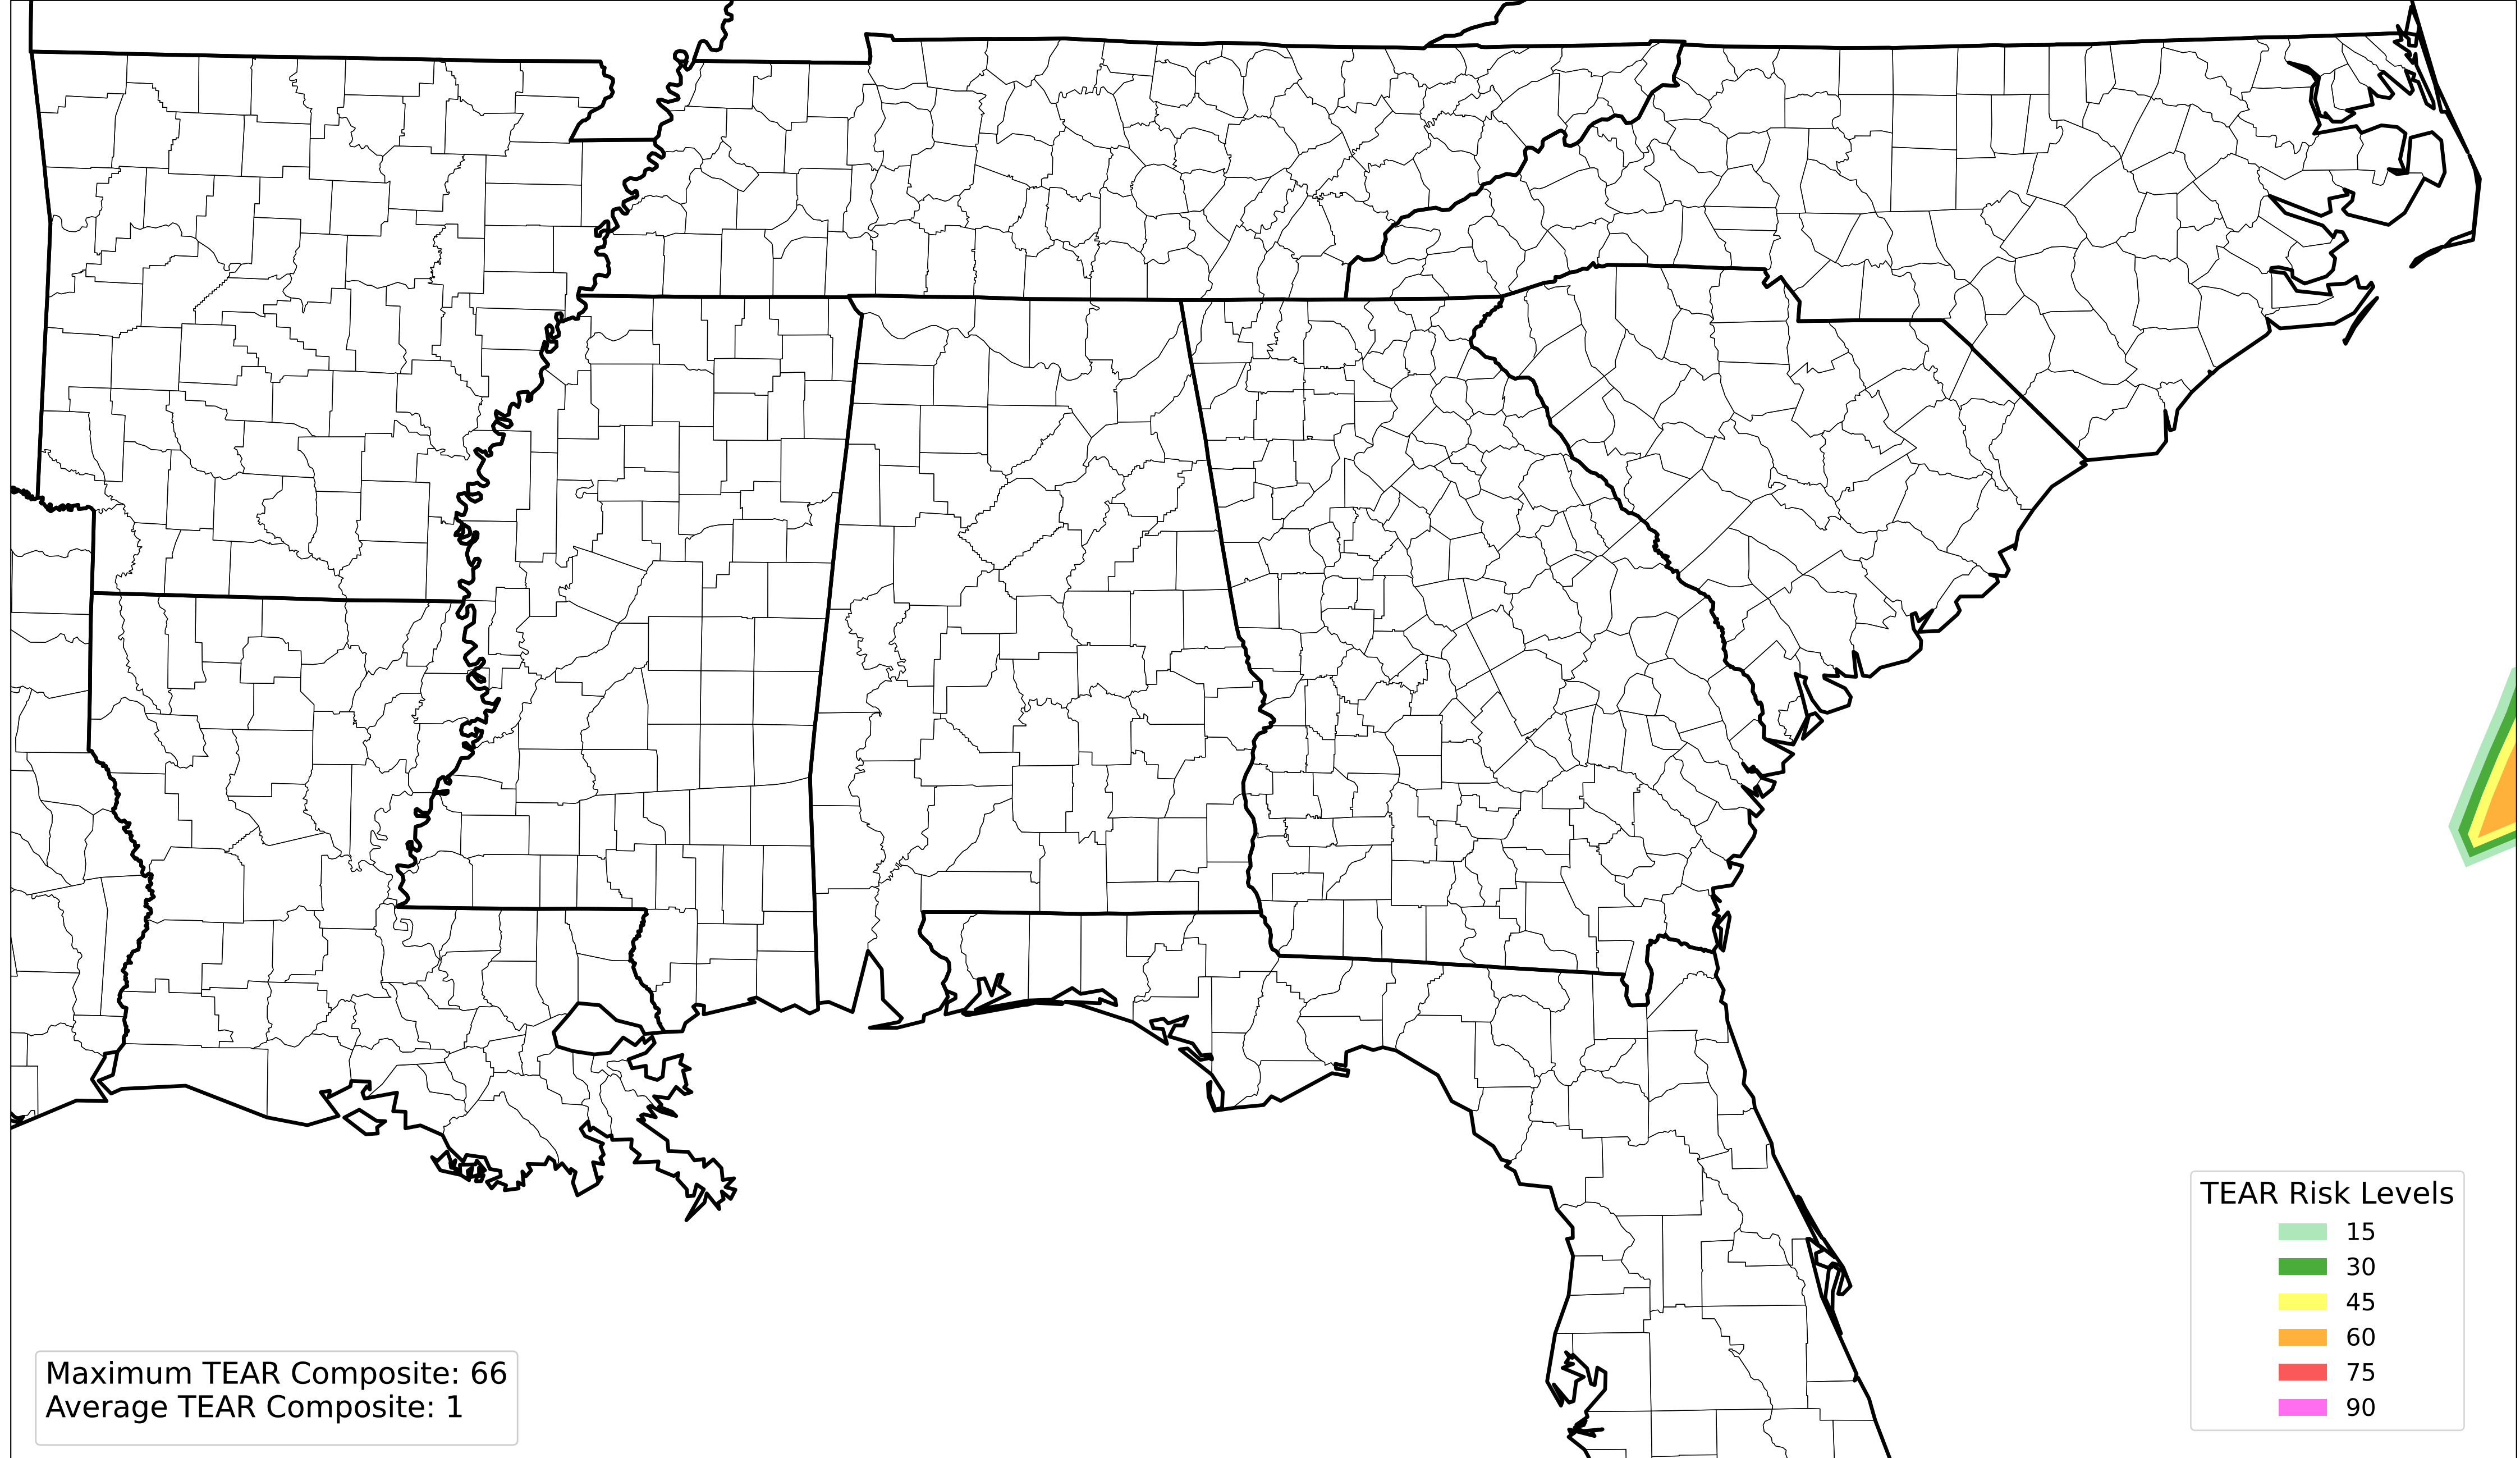 TEAR Risk Levels
15
30
45
60
75
90
Maximum TEAR Composite: 66
Average TEAR Composite: 1